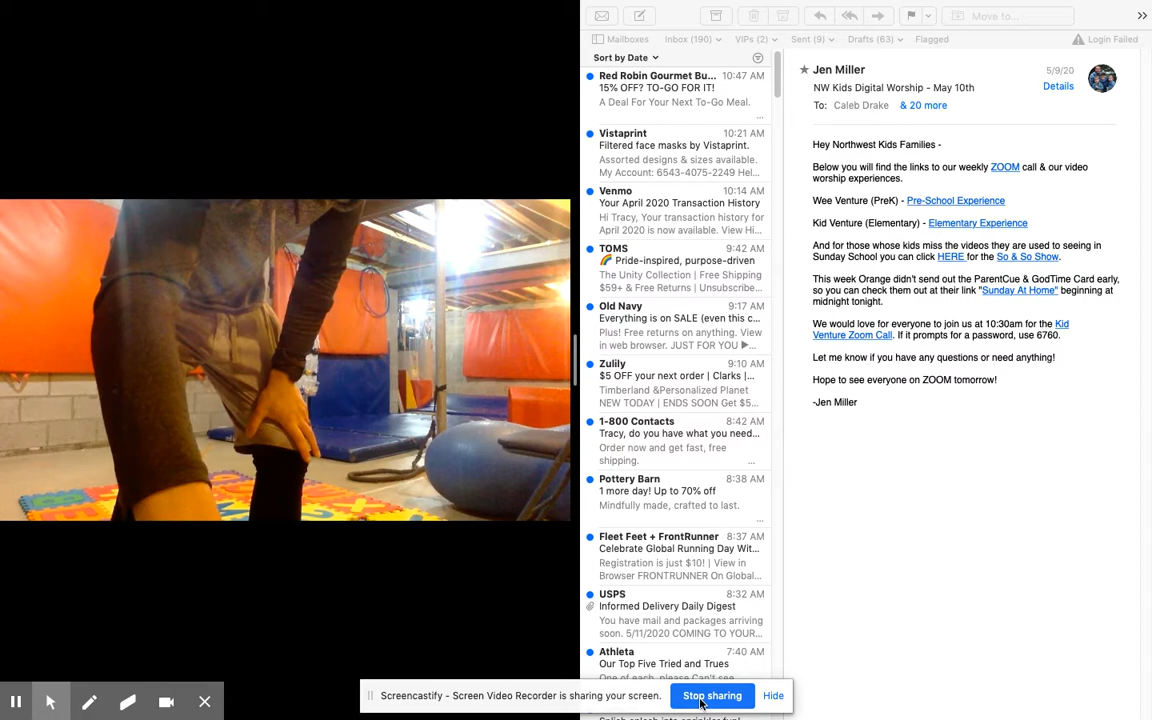 Move to...
Mailboxes
Inbox (190)
VIPs (2)
Sent (9)
Drafts (63)
Flagged
Login Failed
Sort by Date
Red Robin Gourmet Bu... 10:47 AM
15% OFF? TO-GO FOR IT!
A Deal For Your Next To-Go Meal.
...
Vistaprint 10:21 AM
Filtered face masks by Vistaprint.
Assorted designs & sizes available.
My Account: 6543-4075-2249 Hel...
Venmo 10:14 AM
Your April 2020 Transaction History
Hi Tracy, Your transaction history for
April 2020 is now available. View Hi...
TOMS 9:42 AM
🌈 Pride-inspired, purpose-driven
The Unity Collection | Free Shipping
$59+ & Free Returns | Unsubscribe...
Old Navy 9:17 AM
Everything is on SALE (even this c...
Plus! Free returns on anything. View
in web browser. JUST FOR YOU ▶...
Zulily 9:10 AM
$5 OFF your next order | Clarks |...
Timberland &Personalized Planet
NEW TODAY | ENDS SOON Get $5...
1-800 Contacts 8:42 AM
Tracy, do you have what you need...
Order now and get fast, free
shipping. ...
Pottery Barn 8:38 AM
1 more day! Up to 70% off
Mindfully made, crafted to last.
...
Fleet Feet + FrontRunner 8:37 AM
Celebrate Global Running Day Wit...
Registration is just $10! | View in
Browser FRONTRUNNER On Global...
USPS 8:32 AM
Informed Delivery Daily Digest
You have mail and packages arriving
soon. 5/11/2020 COMING TO YOUR...
Athleta 7:40 AM
Our Top Five Tried and Trues
Jen Miller 5/9/20
NW Kids Digital Worship - May 10th Details
To: Caleb Drake & 20 more
Hey Northwest Kids Families -
Below you will find the links to our weekly ZOOM call & our video
worship experiences.
Wee Venture (PreK) - Pre-School Experience
Kid Venture (Elementary) - Elementary Experience
And for those whose kids miss the videos they are used to seeing in
Sunday School you can click HERE for the So & So Show.
This week Orange didn't send out the ParentCue & GodTime Card early,
so you can check them out at their link "Sunday At Home" beginning at
midnight tonight.
We would love for everyone to join us at 10:30am for the Kid
Venture Zoom Call. If it prompts for a password, use 6760.
Let me know if you have any questions or need anything!
Hope to see everyone on ZOOM tomorrow!
-Jen Miller
Screencastify - Screen Video Recorder is sharing your screen. Stop sharing Hide